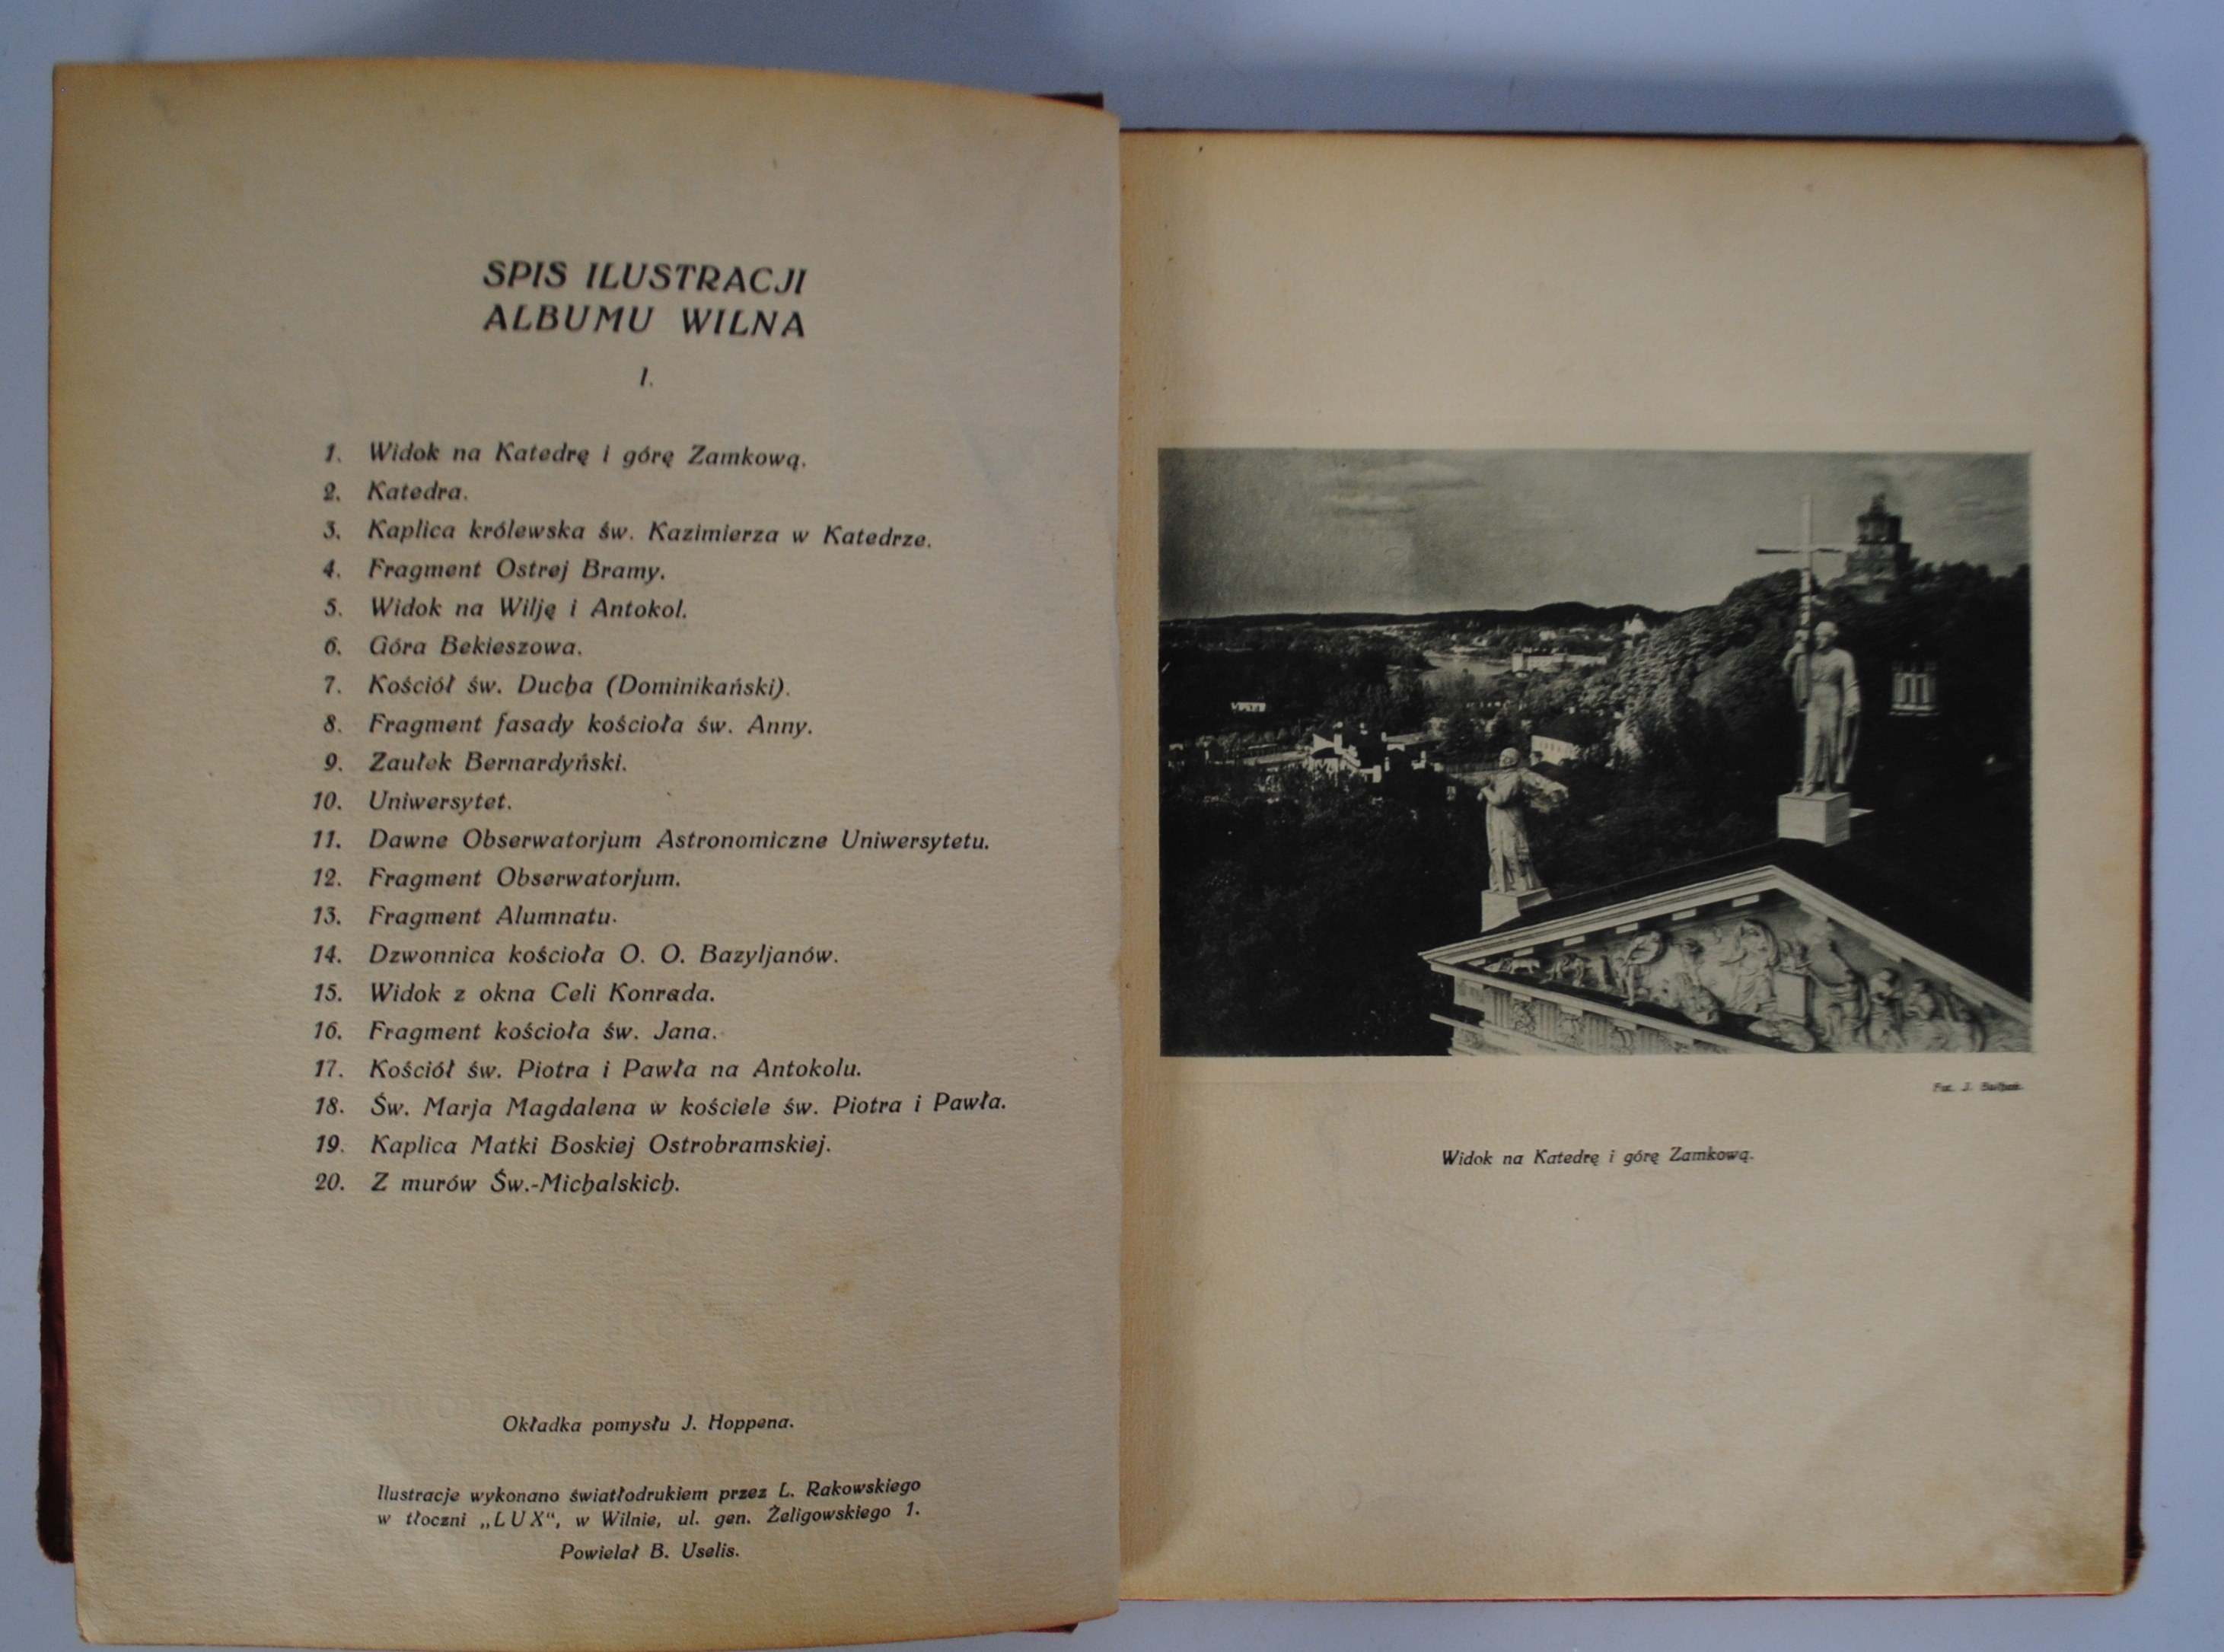 SPIS ILUSTRACJI
ALBUMU WILNA
I.
1. Widok na Katedrę i górę Zamkową.
2. Katedra.
3. Kaplica królewska św. Kazimierza w Katedrze.
4. Fragment Ostrej Bramy.
5. Widok na Wilję i Antokol.
6. Góra Bekieszowa.
7. Kościół św. Ducha (Dominikański).
8. Fragment fasady kościoła św. Anny.
9. Zaułek Bernardyński.
10. Uniwersytet.
11. Dawne Obserwatorjum Astronomiczne Uniwersytetu.
12. Fragment Obserwatorjum.
13. Fragment Alumnatu.
14. Dzwonnica kościoła O. O. Bazyljanów.
15. Widok z okna Celi Konrada.
16. Fragment kościoła św. Jana.
17. Kościół św. Piotra i Pawła na Antokolu.
18. Św. Marja Magdalena w kościele św. Piotra i Pawła.
19. Kaplica Matki Boskiej Ostrobramskiej.
20. Z murów Św.-Michalskich.
Okładka pomysłu J. Hoppena.
Ilustracje wykonano światłodrukiem przez L. Rakowskiego
w tłoczni „LUX“, w Wilnie, ul. gen. Żeligowskiego 1.
Powielał B. Uselis.
Fot. J. Bułhak.
Widok na Katedrę i górę Zamkową.